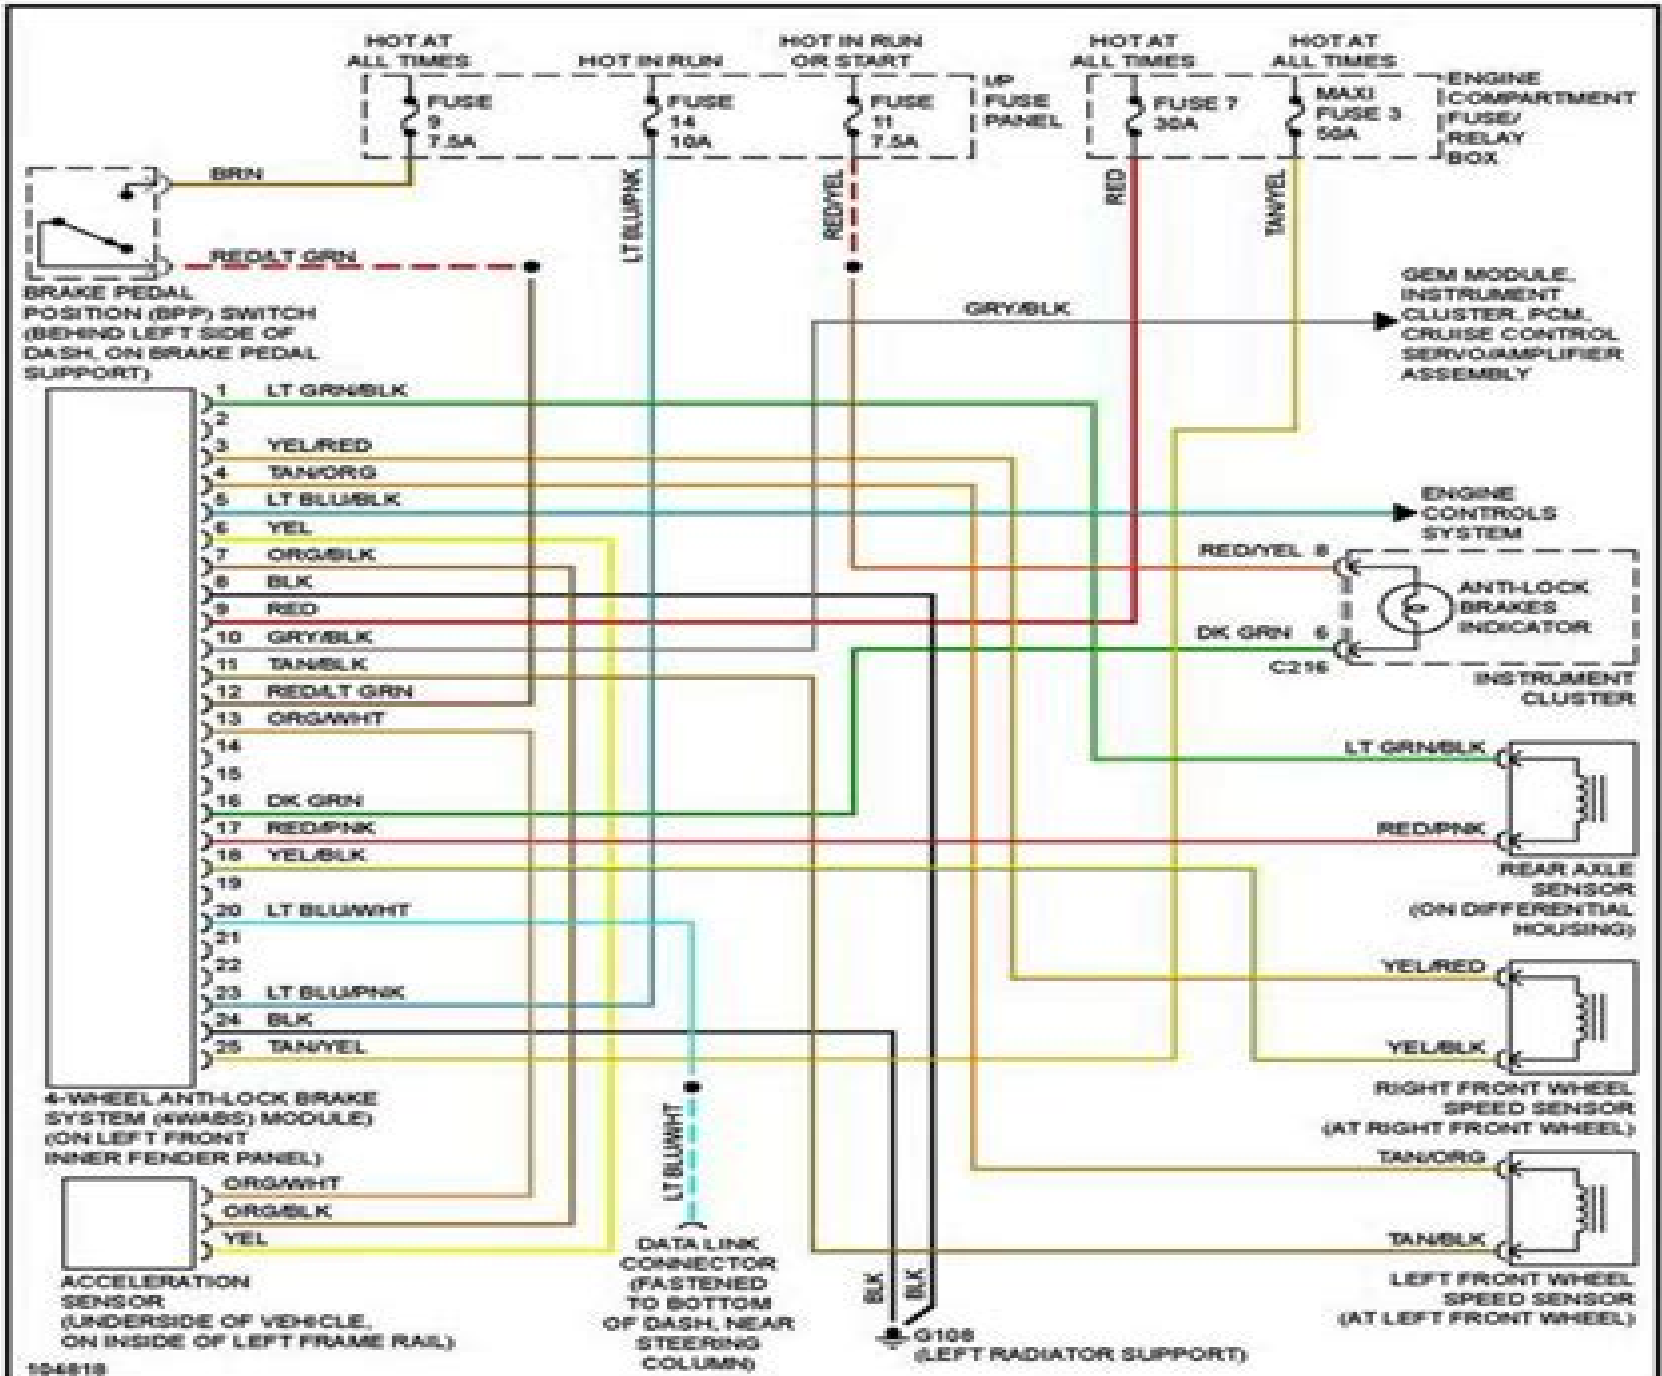 HOT AT
ALL TIMES
HOT IN RUN
HOT IN RUN
OR START
HOT AT
ALL TIMES
HOT AT
ALL TIMES
FUSE
9
7.5A
FUSE
14
10A
FUSE
11
7.5A
I/P
FUSE
PANEL
FUSE 7
30A
MAXI
FUSE 3
50A
ENGINE
COMPARTMENT
FUSE/
RELAY
BOX
BRN
RED/LT GRN
LT BLU/PNK
RED/YEL
RED
TAN/YEL
BRAKE PEDAL
POSITION (BPP) SWITCH
(BEHIND LEFT SIDE OF
DASH, ON BRAKE PEDAL
SUPPORT)
GRY/BLK
GEM MODULE,
INSTRUMENT
CLUSTER, PCM,
CRUISE CONTROL
SERVO/AMPLIFIER
ASSEMBLY
1 LT GRN/BLK
2
3 YEL/RED
4 TAN/ORG
5 LT BLU/BLK
6 YEL
7 ORG/BLK
8 BLK
9 RED
10 GRY/BLK
11 TAN/BLK
12 RED/LT GRN
13 ORG/WHT
14
15
16 DK GRN
17 RED/PNK
18 YEL/BLK
19
20 LT BLU/WHT
21
22
23 LT BLU/PNK
24 BLK
25 TAN/YEL
4-WHEEL ANTI-LOCK BRAKE
SYSTEM (4WABS) MODULE)
(ON LEFT FRONT
INNER FENDER PANEL)
ENGINE
CONTROLS
SYSTEM
RED/YEL 8
DK GRN 6
C216
ANTI-LOCK
BRAKES
INDICATOR
INSTRUMENT
CLUSTER
LT GRN/BLK
RED/PNK
REAR AXLE
SENSOR
(ON DIFFERENTIAL
HOUSING)
YEL/RED
YEL/BLK
RIGHT FRONT WHEEL
SPEED SENSOR
(AT RIGHT FRONT WHEEL)
TAN/ORG
TAN/BLK
LEFT FRONT WHEEL
SPEED SENSOR
(AT LEFT FRONT WHEEL)
ORG/WHT
ORG/BLK
YEL
ACCELERATION
SENSOR
(UNDERSIDE OF VEHICLE,
ON INSIDE OF LEFT FRAME RAIL)
LT BLU/WHT
DATA LINK
CONNECTOR
(FASTENED
TO BOTTOM
OF DASH, NEAR
STEERING
COLUMN)
BLK
BLK
G108
(LEFT RADIATOR SUPPORT)
104818